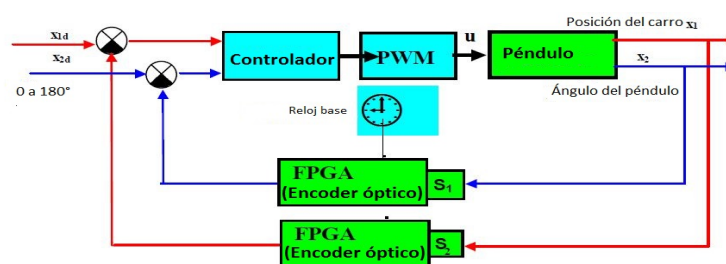 x1d
x2d
0 a 180°
Controlador
PWM
u
Péndulo
Posición del carro x1
x2
Ángulo del péndulo
Reloj base
FPGA
(Encoder óptico)
S1
FPGA
(Encoder óptico)
S2